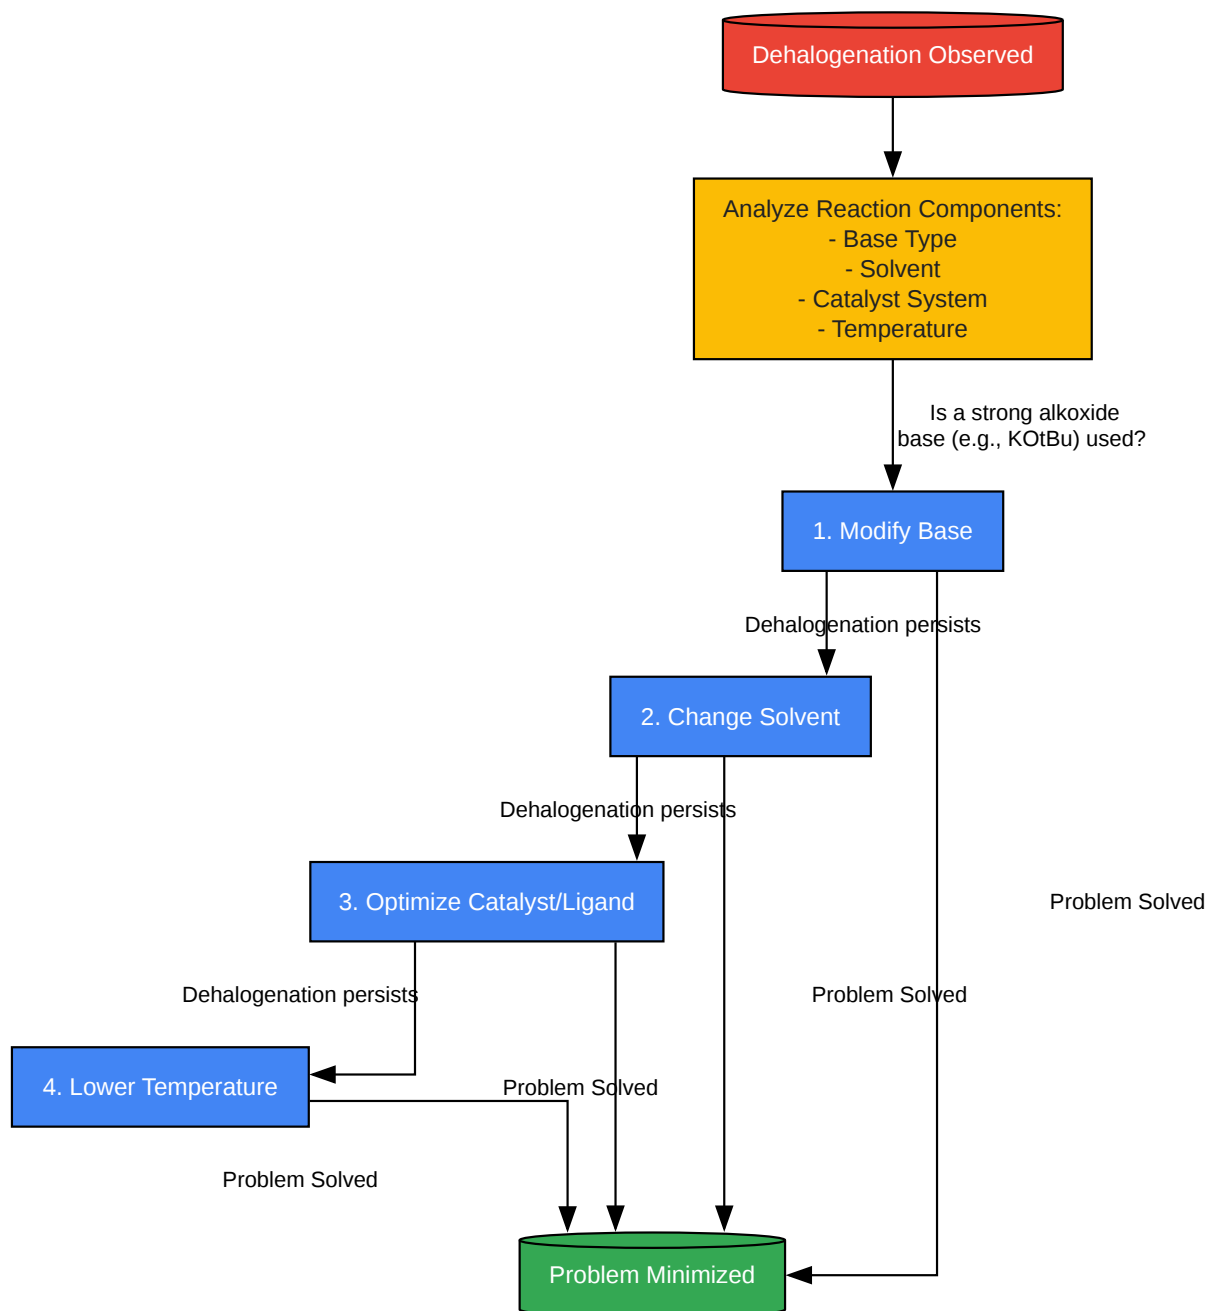 Dehalogenation Observed
Analyze Reaction Components:
- Base Type
- Solvent
- Catalyst System
- Temperature
Is a strong alkoxide
base (e.g., KOtBu) used?
1. Modify Base
Dehalogenation persists
2. Change Solvent
Dehalogenation persists
3. Optimize Catalyst/Ligand
Problem Solved
Dehalogenation persists
Problem Solved
4. Lower Temperature
Problem Solved
Problem Solved
Problem Minimized